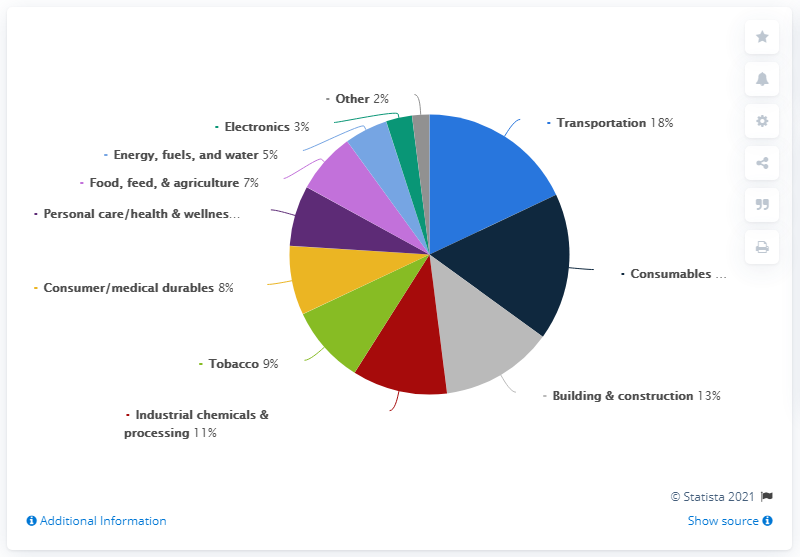 Other 2%
Electronics 3%
Transportation 18%
Energy, fuels, and water 5%
Food, feed, & agriculture 7%
Personal care/health & wellnes...
Consumables ...
Consumer/medical durables 8%
Tobacco 9%
Building & construction 13%
Industrial chemicals &
processing 11%
© Statista 2021
Additional Information
Show source